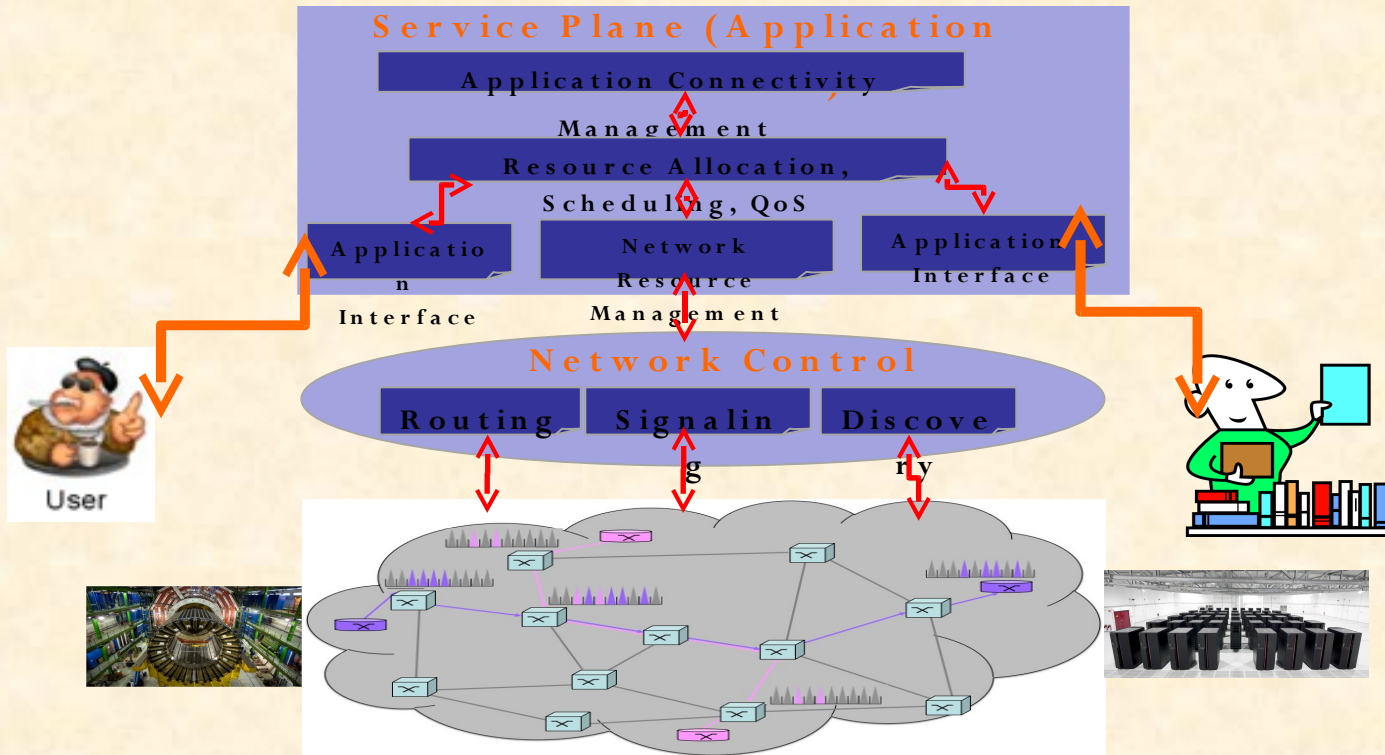 Service Plane (Application
)
Application Connectivity
Management
Resource Allocation,
Scheduling, QoS
Applicatio
n
Interface
Network
Resource
Management
Application
Interface
Network Control
Routing
Signalin
g
Discove
ry
User